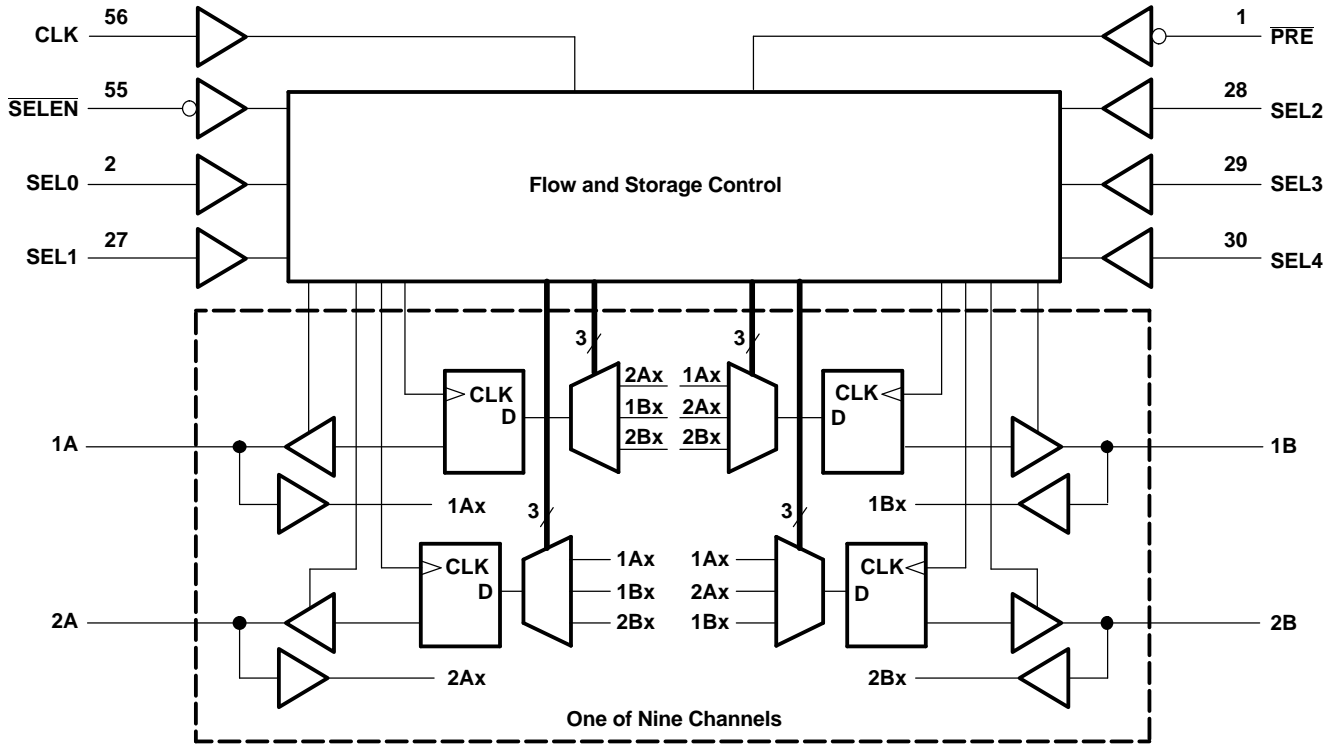 CLK 56
1 PRE
SELEN 55
28 SEL2
SEL0 2
29 SEL3
SEL1 27
30 SEL4
Flow and Storage Control
3 3
CLK D
2Ax 1Ax
1Bx 2Ax
2Bx 2Bx
CLK D
1A
1B
1Ax
1Bx
3 3
CLK D
1Ax 1Ax
1Bx 2Ax
2Bx 1Bx
CLK D
2A
2B
2Ax
2Bx
One of Nine Channels